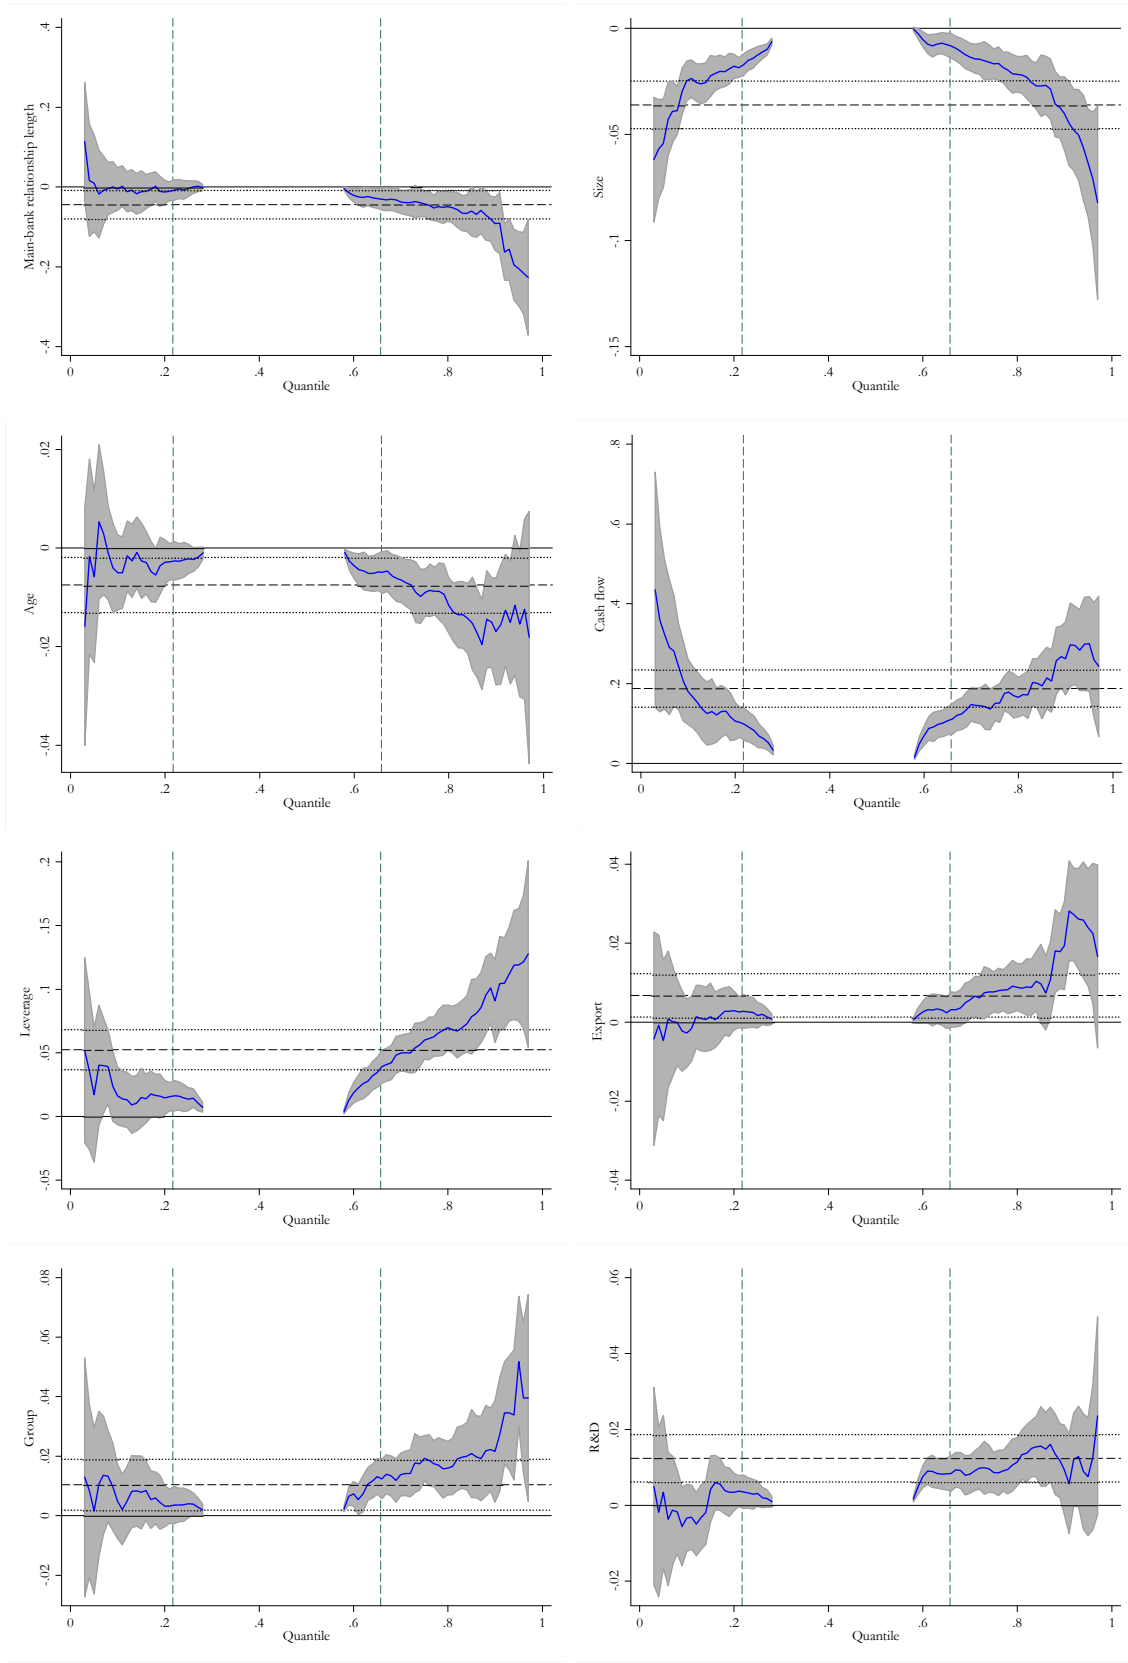 Main-bank relationship length
.4
.2
0
-.2
-.4
0 .2 .4 .6 .8 1
Quantile
Size
0
-.05
-.1
-.15
0 .2 .4 .6 .8 1
Quantile
Age
.02
0
-.02
-.04
0 .2 .4 .6 .8 1
Quantile
Cash flow
.8
.6
.4
.2
0
0 .2 .4 .6 .8 1
Quantile
Leverage
.2
.15
.1
.05
0
-.05
0 .2 .4 .6 .8 1
Quantile
Export
.04
.02
0
-.02
-.04
0 .2 .4 .6 .8 1
Quantile
Group
.08
.06
.04
.02
0
-.02
0 .2 .4 .6 .8 1
Quantile
R&D
.06
.04
.02
0
-.02
0 .2 .4 .6 .8 1
Quantile